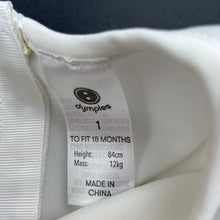 dymples
1
TO FIT 18 MONTHS
Height: 84cm
Mass: 12kg
MADE IN
CHINA